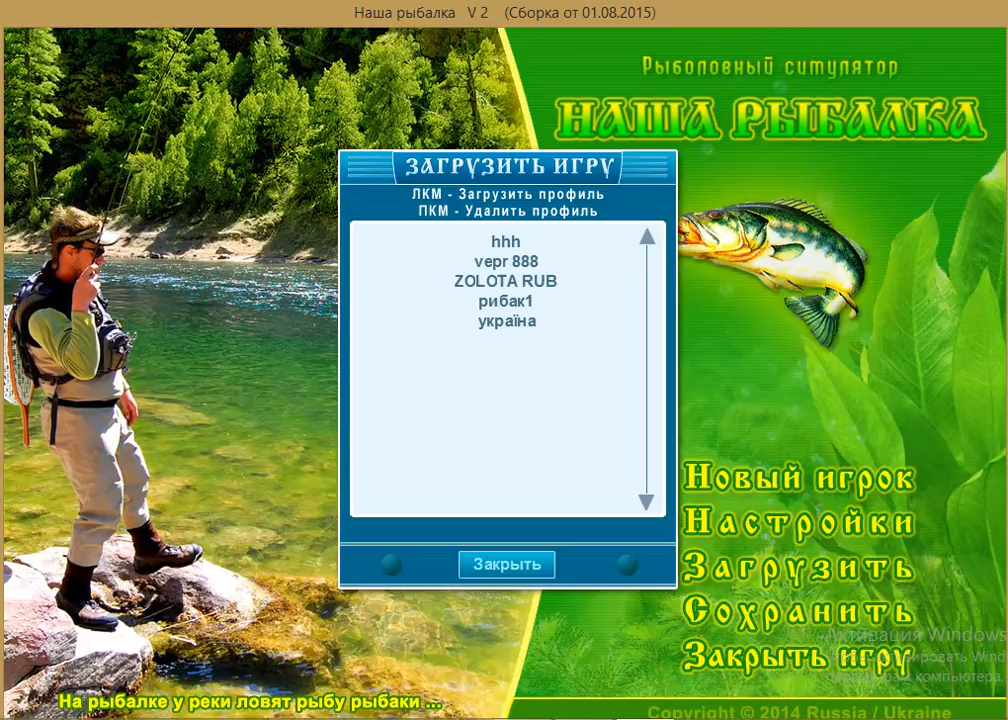 Наша рыбалка V 2 (Сборка от 01.08.2015)
Рыболовный симулятор
НАША РЫБАЛКА
ЗАГРУЗИТЬ ИГРУ
ЛКМ - Загрузить профиль
ПКМ - Удалить профиль
hhh
vepr 888
ZOLOTA RUB
рибак1
україна
Закрыть
Новый игрок
Настройки
Загрузить
Сохранить
Закрыть игру
Активация Windows
компьютера.
На рыбалке у реки ловят рыбу рыбаки ...
Copyright © 2014 Russia / Ukraine